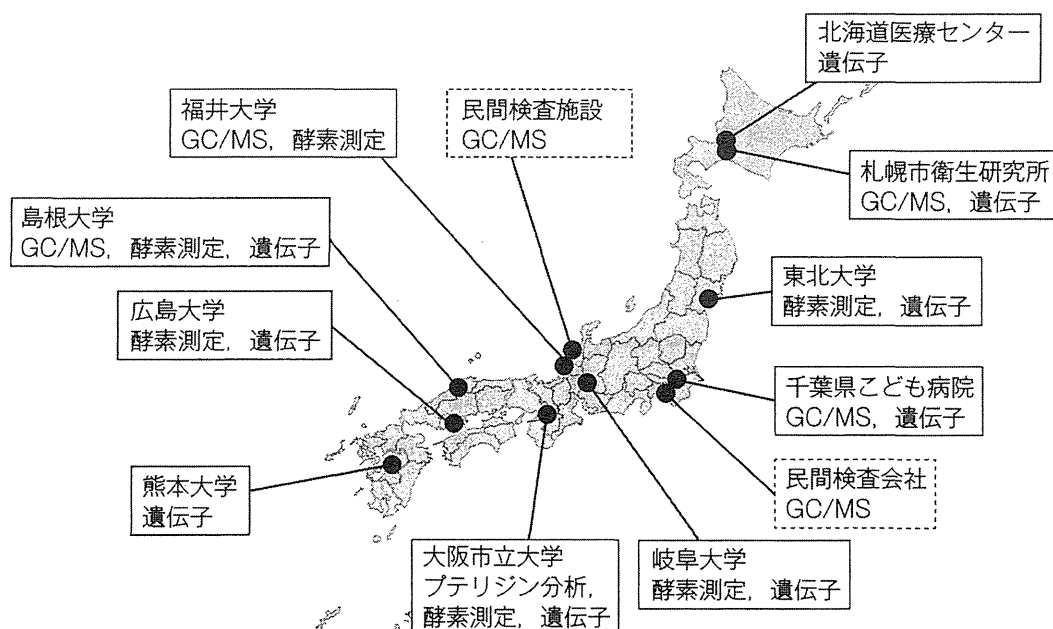 北海道医療センター
遺伝子
福井大学
GC/MS, 酵素測定
民間検査施設
GC/MS
札幌市衛生研究所
GC/MS, 遺伝子
島根大学
GC/MS, 酵素測定, 遺伝子
東北大学
酵素測定, 遺伝子
広島大学
酵素測定, 遺伝子
千葉県こども病院
GC/MS, 遺伝子
熊本大学
遺伝子
民間検査会社
GC/MS
大阪市立大学
プテリジン分析,
酵素測定, 遺伝子
岐阜大学
酵素測定, 遺伝子